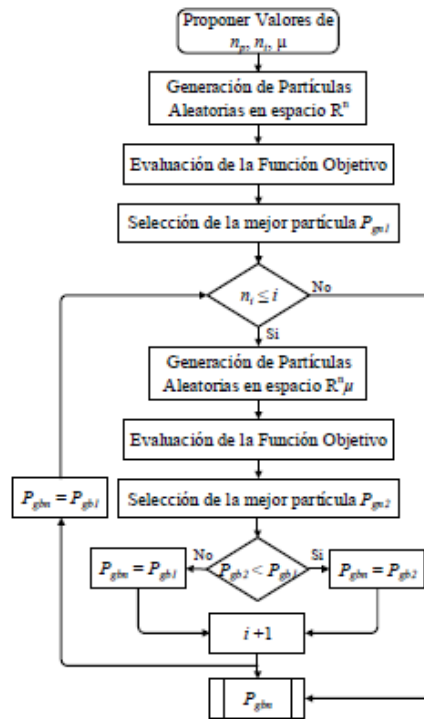 Proponer Valores de
n_p, n_i, μ
Generación de Partículas
Aleatorias en espacio R^n
Evaluación de la Función Objetivo
Selección de la mejor partícula P_gn1
n_i ≤ i
No
Si
Generación de Partículas
Aleatorias en espacio R^n μ
Evaluación de la Función Objetivo
P_gbn = P_gb1
Selección de la mejor partícula P_gn2
No
Si
P_gbn = P_gb1
P_gb2 < P_gb1
P_gbn = P_gb2
i +1
P_gbn